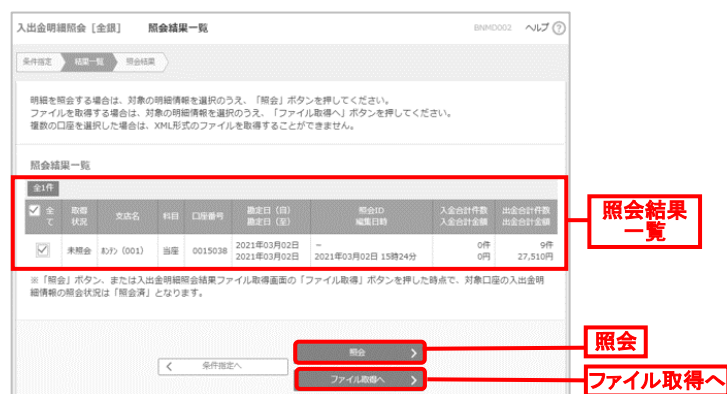 入出金明細照会［全銀］ 照会結果一覧 BNMD002 ヘルプ ?
条件指定 結果一覧 照会結果
明細を照会する場合は、対象の明細情報を選択のうえ、「照会」ボタンを押してください。
ファイルを取得する場合は、対象の明細情報を選択のうえ、「ファイル取得へ」ボタンを押してください。
複数の口座を選択した場合は、XML形式のファイルを取得することができません。
照会結果一覧
全1件
全て 取得状況 支店名 科目 口座番号 勘定日（自） 勘定日（至） 照会ID 編集日時 入金合計件数 入金合計金額 出金合計件数 出金合計金額
未照会 ﾎﾝﾃﾝ（001） 当座 0015038 2021年03月02日 2021年03月02日 － 2021年03月02日 15時24分 0件 0円 9件 27,510円
照会結果
一覧
※「照会」ボタン、または入出金明細照会結果ファイル取得画面の「ファイル取得」ボタンを押した時点で、対象口座の入出金明
細情報の照会状況は「照会済」となります。
照会
照会
条件指定へ
ファイル取得へ
ファイル取得へ